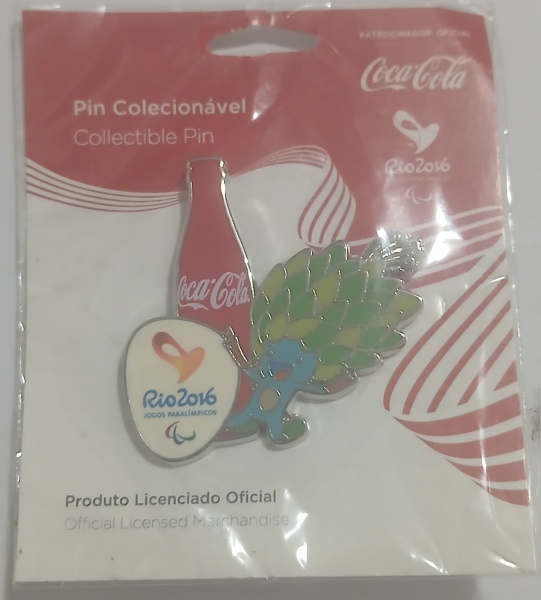 PATROCINADOR OFICIAL
Coca-Cola
Pin Colecionável
Collectible Pin
Rio2016
Coca-Cola
Rio2016
JOGOS PARALÍMPICOS
Produto Licenciado Oficial
Official Licensed Merchandise